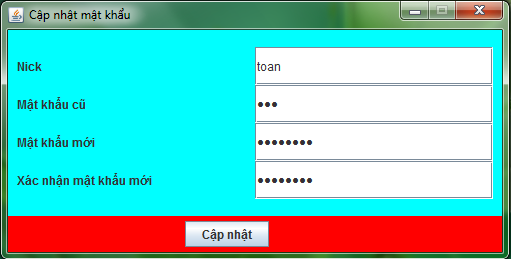 Cập nhật mật khẩu
Nick toan
Mật khẩu cũ •••
Mật khẩu mới ••••••••
Xác nhận mật khẩu mới ••••••••
Cập nhật